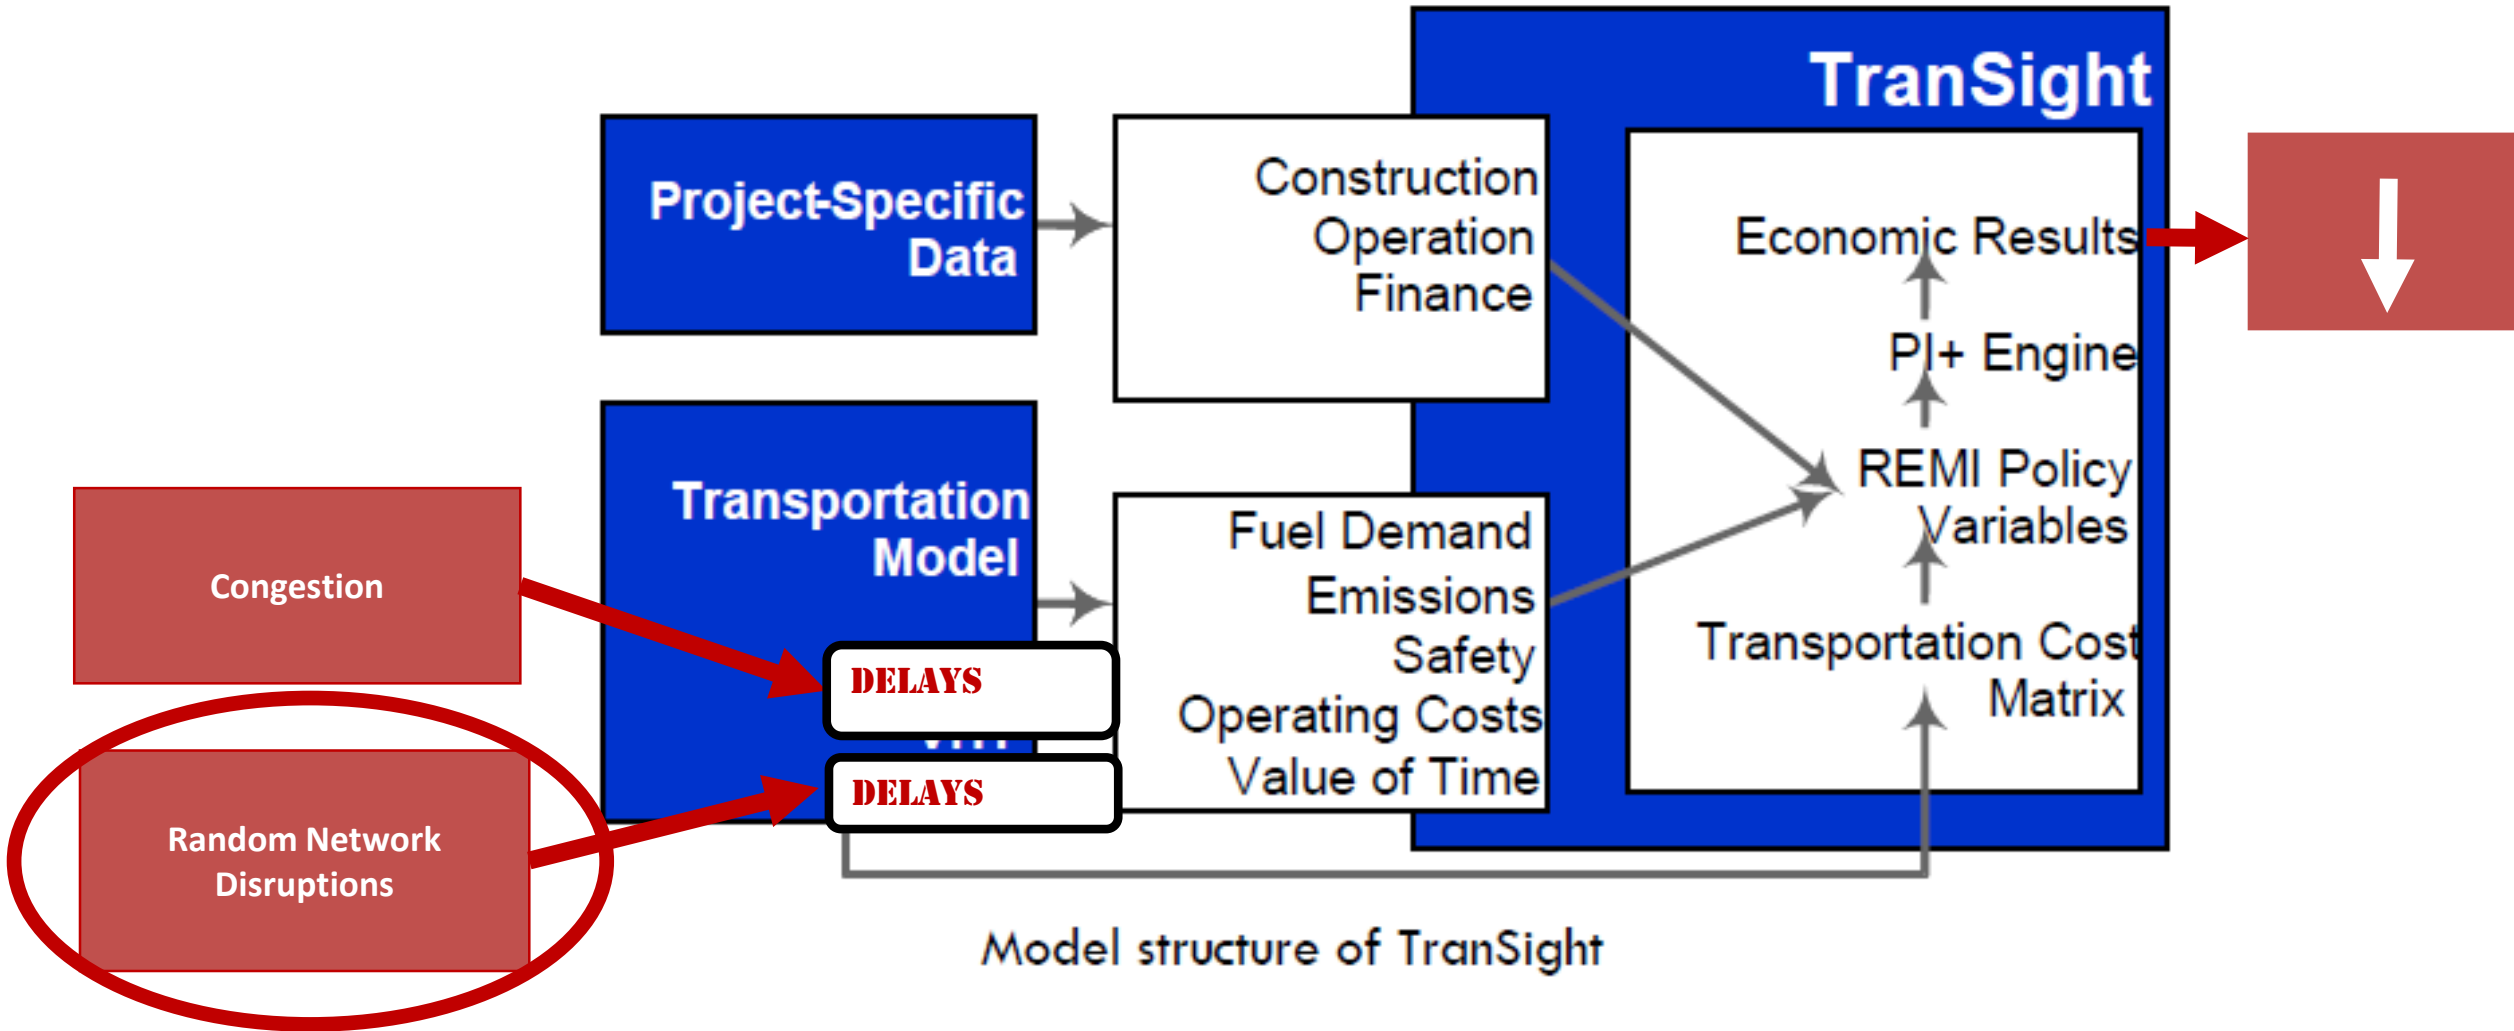 TranSight
Project-Specific
Data
Construction
Operation
Finance
Economic Results
PI+ Engine
REMI Policy
Variables
Transportation Cost
Matrix
Transportation
Model
Fuel Demand
Emissions
Safety
Operating Costs
Value of Time
Congestion
DELAYS
DELAYS
Random Network
Disruptions
Model structure of TranSight